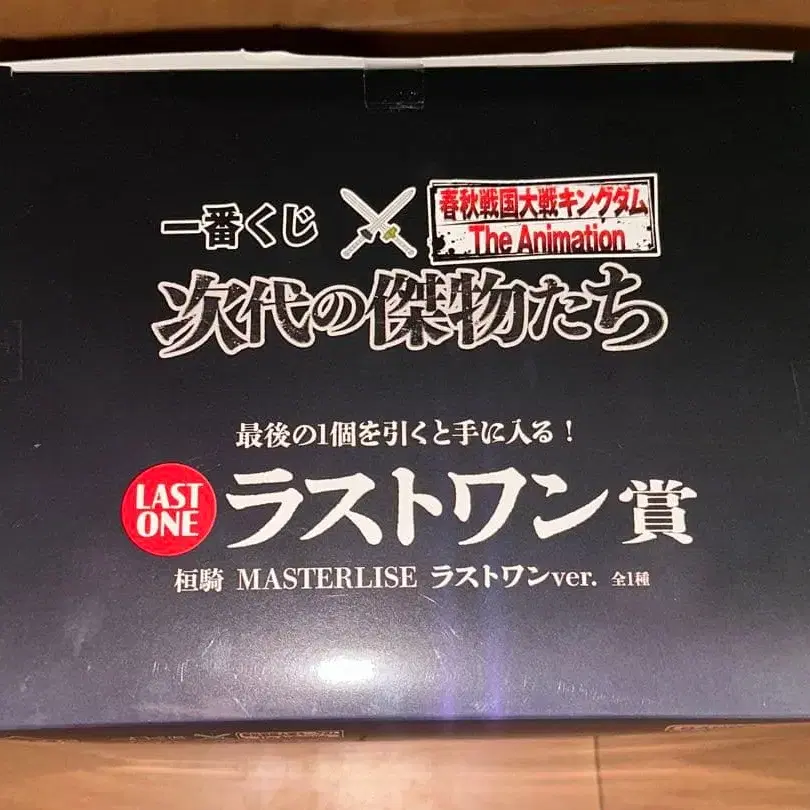 一番くじ
春秋戦国大戦キングダム
The Animation
次代の傑物たち
最後の1個を引くと手に入る！
LAST
ONE
ラストワン賞
桓騎 MASTERLISE ラストワンver. 全1種